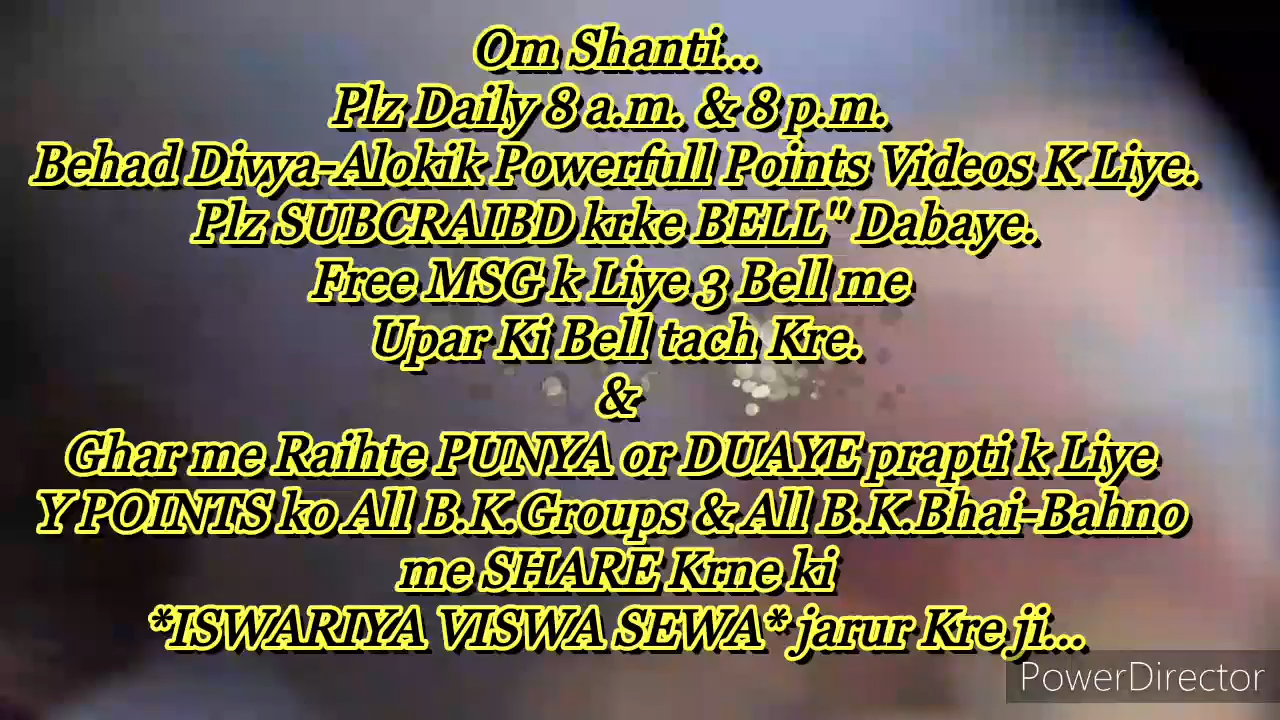 Om Shanti...
Plz Daily 8 a.m. & 8 p.m.
Behad Divya-Alokik Powerfull Points Videos K Liye.
Plz SUBCRAIBD krke BELL" Dabaye.
Free MSG k Liye 3 Bell me
Upar Ki Bell tach Kre.
&
Ghar me Raihte PUNYA or DUAYE prapti k Liye
Y POINTS ko All B.K.Groups & All B.K.Bhai-Bahno
me SHARE Krne ki
*ISWARIYA VISWA SEWA* jarur Kre ji...
PowerDirector